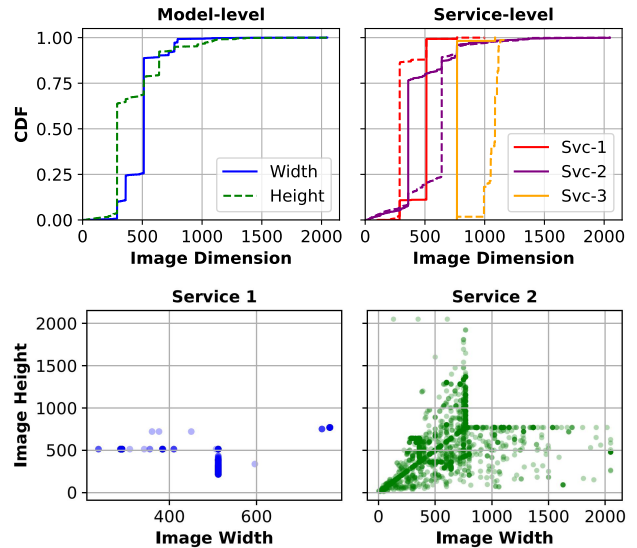 Model-level
Service-level
CDF
1.00
0.75
0.50
0.25
0.00
Width
Height
Svc-1
Svc-2
Svc-3
0 500 1000 1500 2000
0 500 1000 1500 2000
Image Dimension
Image Dimension
Service 1
Service 2
Image Height
2000
1500
1000
500
0
400 600
0 500 1000 1500 2000
Image Width
Image Width